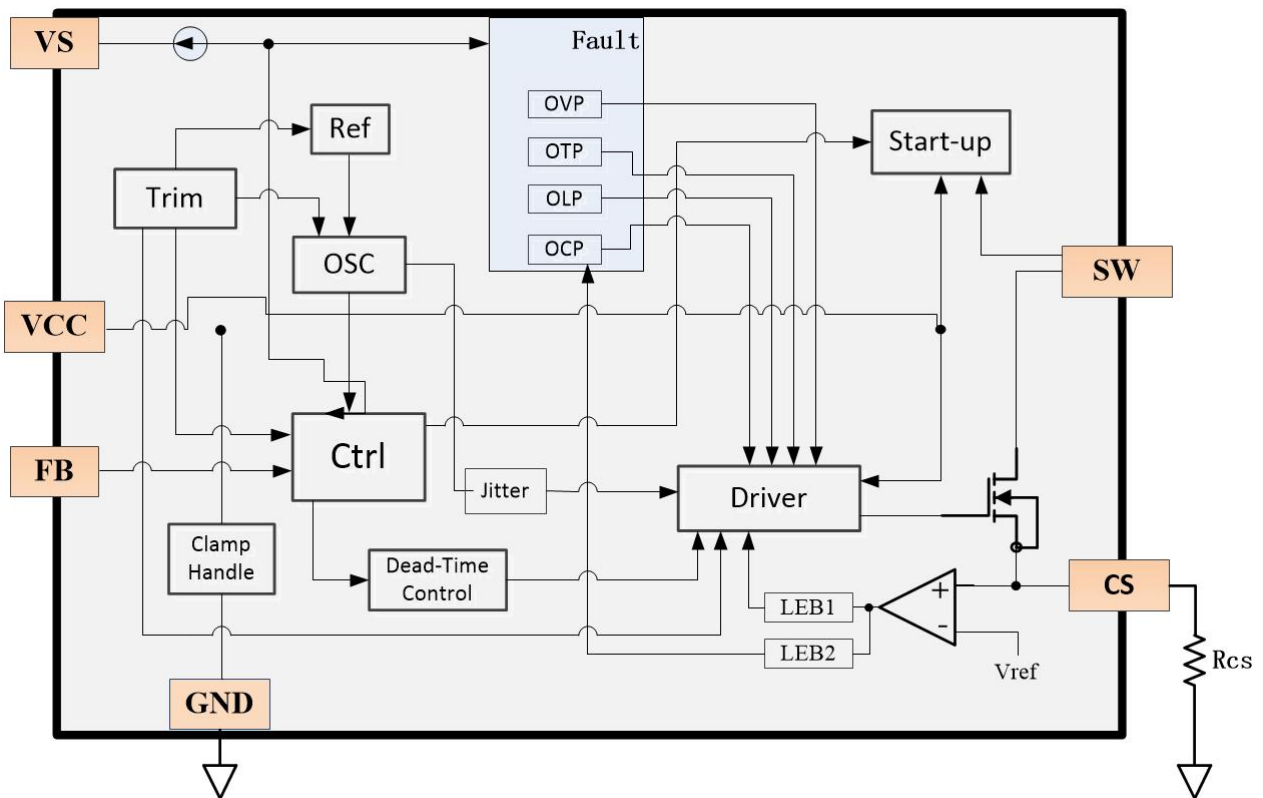 VS
Fault
OVP
Ref
Start-up
OTP
Trim
OLP
OCP
OSC
SW
VCC
Ctrl
FB
Jitter
Driver
Clamp
Handle
Dead-Time
Control
CS
LEB1
+
-
LEB2
Vref
Rcs
GND